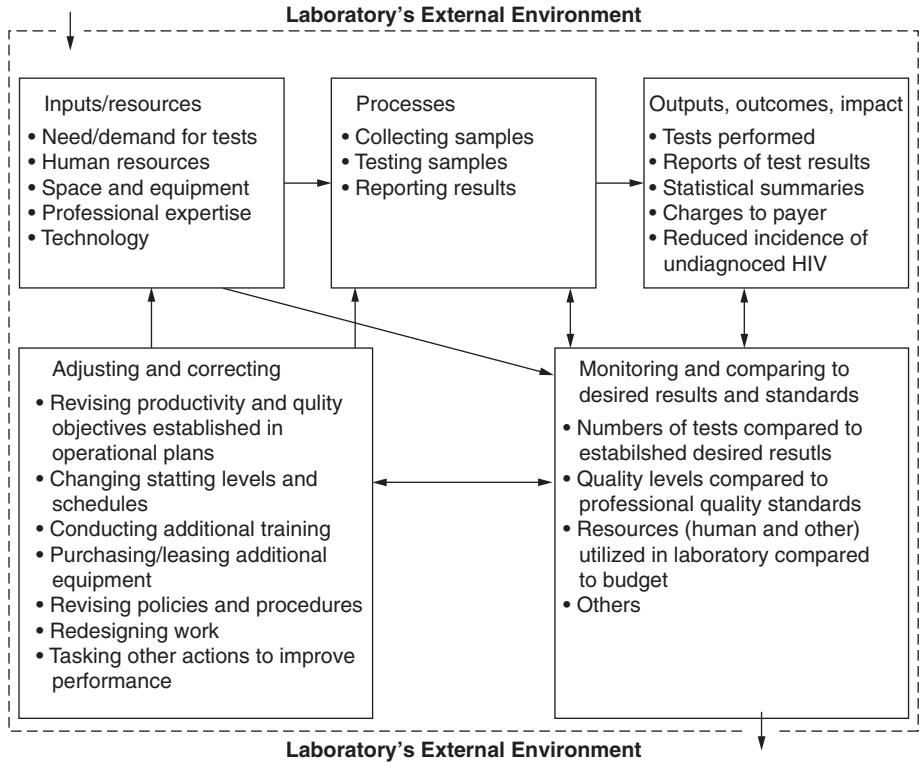 Laboratory's External Environment
Inputs/resources
• Need/demand for tests
• Human resources
• Space and equipment
• Professional expertise
• Technology
Processes
• Collecting samples
• Testing samples
• Reporting results
Outputs, outcomes, impact
• Tests performed
• Reports of test results
• Statistical summaries
• Charges to payer
• Reduced incidence of
undiagnoced HIV
Adjusting and correcting
• Revising productivity and qulity
objectives established in
operational plans
• Changing statting levels and
schedules
• Conducting additional training
• Purchasing/leasing additional
equipment
• Revising policies and procedures
• Redesigning work
• Tasking other actions to improve
performance
Monitoring and comparing to
desired results and standards
• Numbers of tests compared to
estabilshed desired resutls
• Quality levels compared to
professional quality standards
• Resources (human and other)
utilized in laboratory compared
to budget
• Others
Laboratory's External Environment